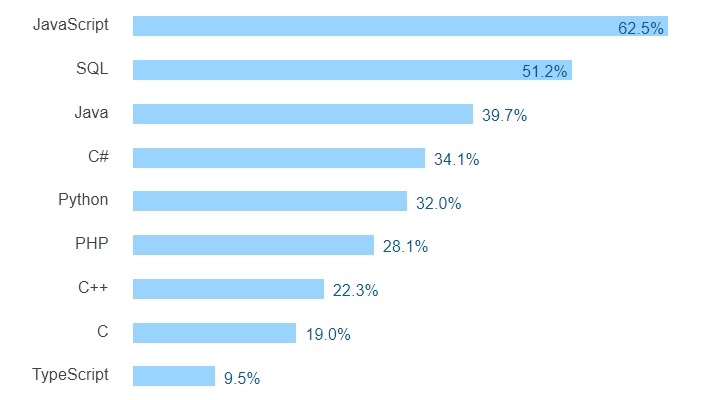 JavaScript 62.5%
SQL 51.2%
Java 39.7%
C# 34.1%
Python 32.0%
PHP 28.1%
C++ 22.3%
C 19.0%
TypeScript 9.5%